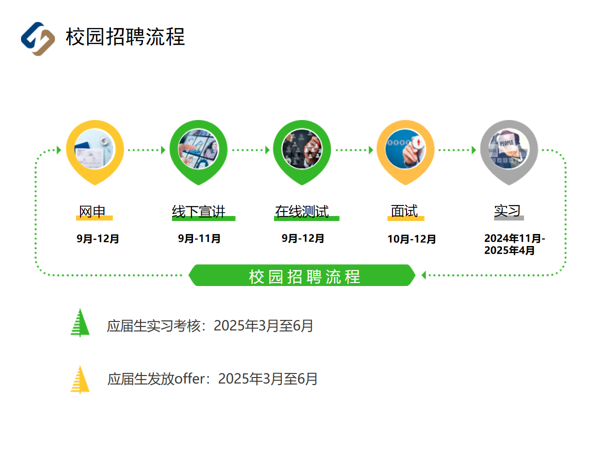 校园招聘流程
网申
线下宣讲
在线测试
面试
实习
9月-12月
9月-11月
9月-12月
10月-12月
2024年11月-
2025年4月
校园招聘流程
应届生实习考核：2025年3月至6月
应届生发放offer：2025年3月至6月